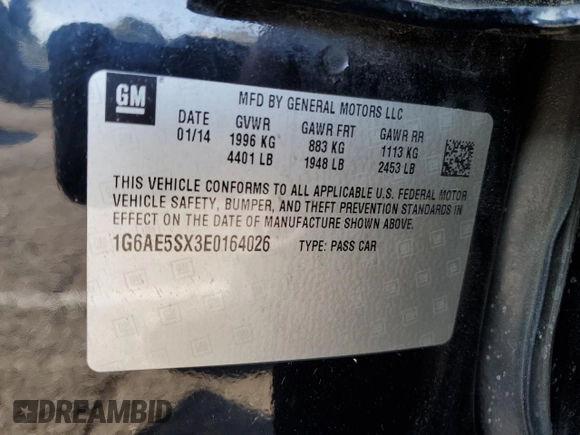 GM
MFD BY GENERAL MOTORS LLC
DATE GVWR GAWR FRT GAWR RR
01/14 1996 KG 883 KG 1113 KG
4401 LB 1948 LB 2453 LB
THIS VEHICLE CONFORMS TO ALL APPLICABLE U.S. FEDERAL MOTOR
VEHICLE SAFETY, BUMPER, AND THEFT PREVENTION STANDARDS IN
EFFECT ON THE DATE OF MANUFACTURE SHOWN ABOVE.
1G6AE5SX3E0164026 TYPE: PASS CAR
DREAMBID